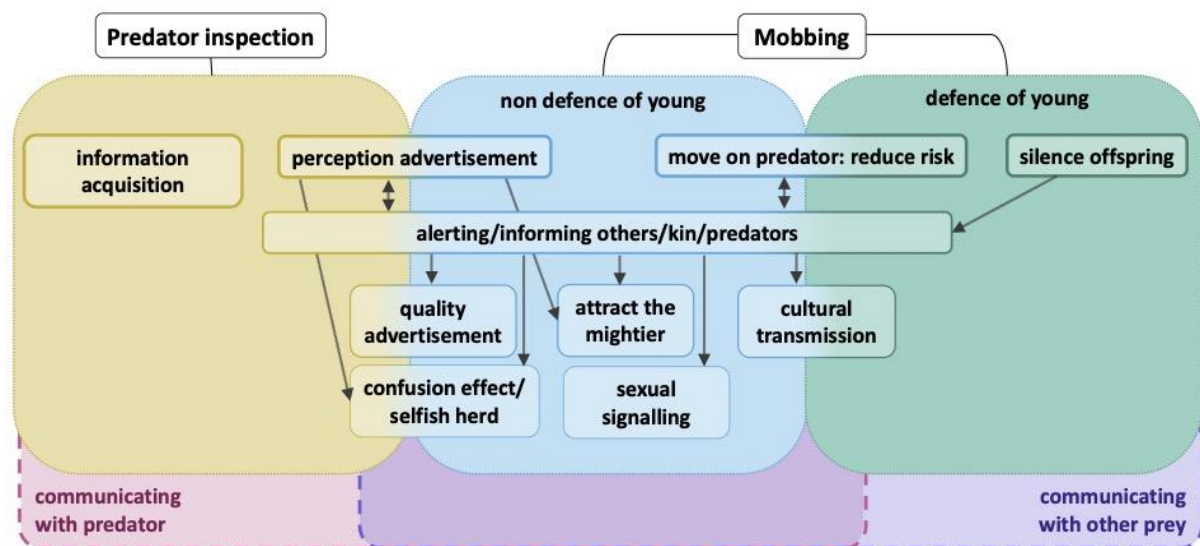 Predator inspection
Mobbing
non defence of young
defence of young
information
acquisition
perception advertisement
move on predator: reduce risk
silence offspring
alerting/informing others/kin/predators
quality
advertisement
attract the
mightier
cultural
transmission
confusion effect/
selfish herd
sexual
signalling
communicating
with predator
communicating
with other prey